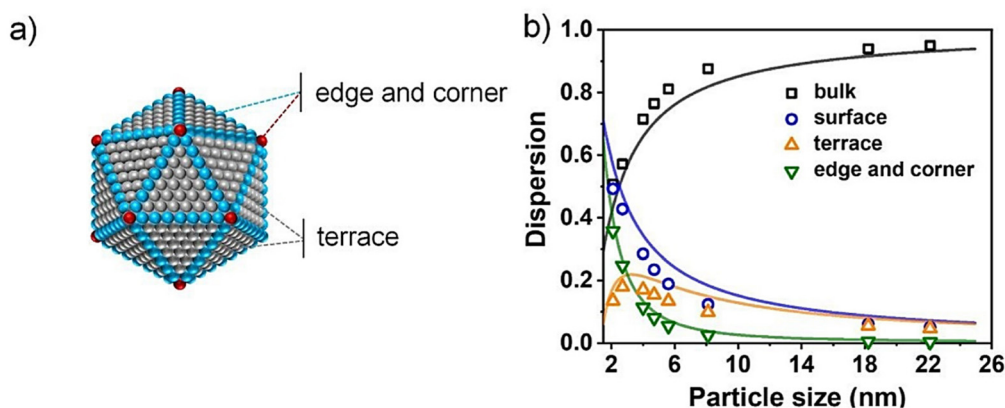 a)
edge and corner
terrace
b)
Dispersion
1.0
0.8
0.6
0.4
0.2
0.0
bulk
surface
terrace
edge and corner
2 6 10 14 18 22 26
Particle size (nm)